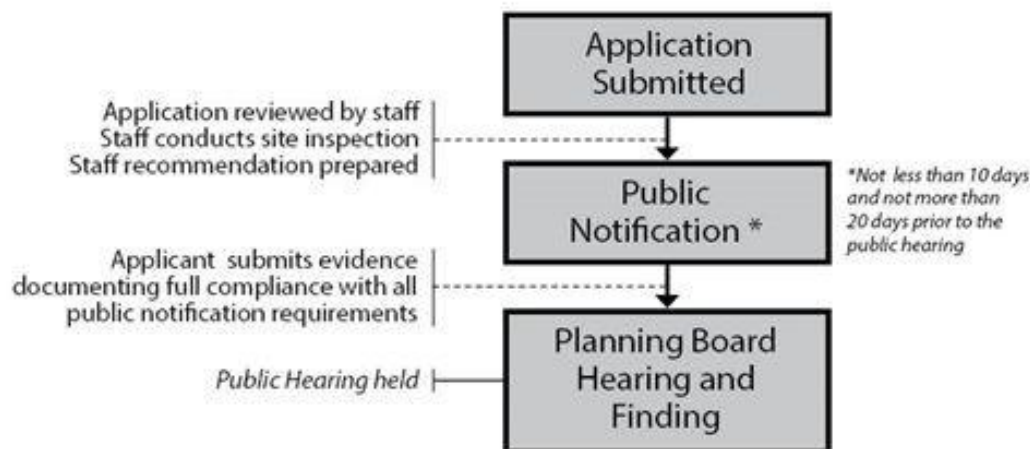 Application
Submitted
Application reviewed by staff
Staff conducts site inspection
Staff recommendation prepared
Public
Notification *
*Not less than 10 days
and not more than
20 days prior to the
public hearing
Applicant submits evidence
documenting full compliance with all
public notification requirements
Planning Board
Hearing and
Finding
Public Hearing held